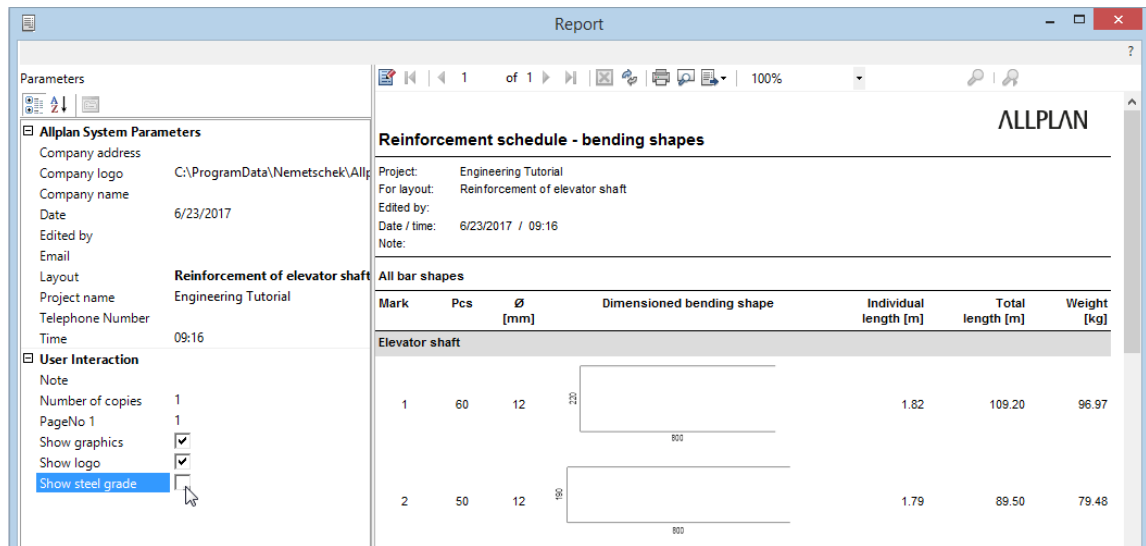 Report
?
Parameters
1 of 1 100%
Allplan System Parameters
Company address
Company logo C:\ProgramData\Nemetschek\Allp
Company name
Date 6/23/2017
Edited by
Email
Layout Reinforcement of elevator shaft
Project name Engineering Tutorial
Telephone Number
Time 09:16
User Interaction
Note
Number of copies 1
PageNo 1 1
Show graphics
Show logo
Show steel grade
ALLPLAN
Reinforcement schedule - bending shapes
Project: Engineering Tutorial
For layout: Reinforcement of elevator shaft
Edited by:
Date / time: 6/23/2017 / 09:16
Note:
All bar shapes
Mark Pcs Ø Dimensioned bending shape Individual Total Weight
[mm] length [m] length [m] [kg]
Elevator shaft
1 60 12 220 1.82 109.20 96.97
800
2 50 12 190 1.79 89.50 79.48
800